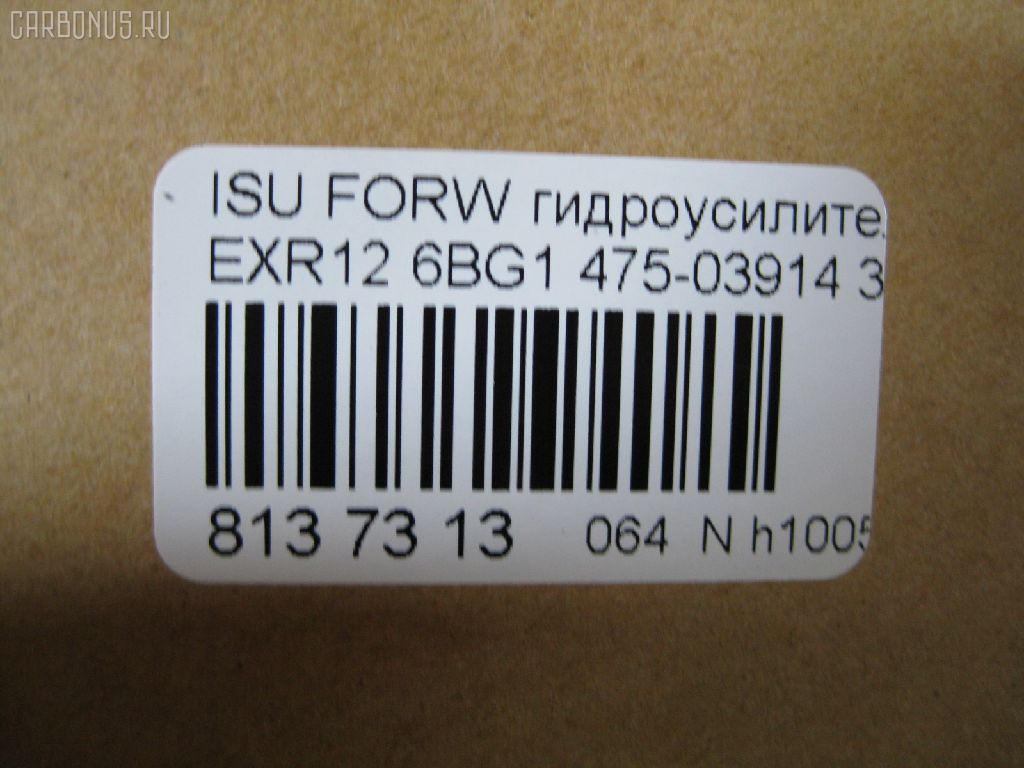 CARBONUS.RU
ISU FORW гидроусилите
EXR12 6BG1 475-03914 3
813 73 13 064 N h1005